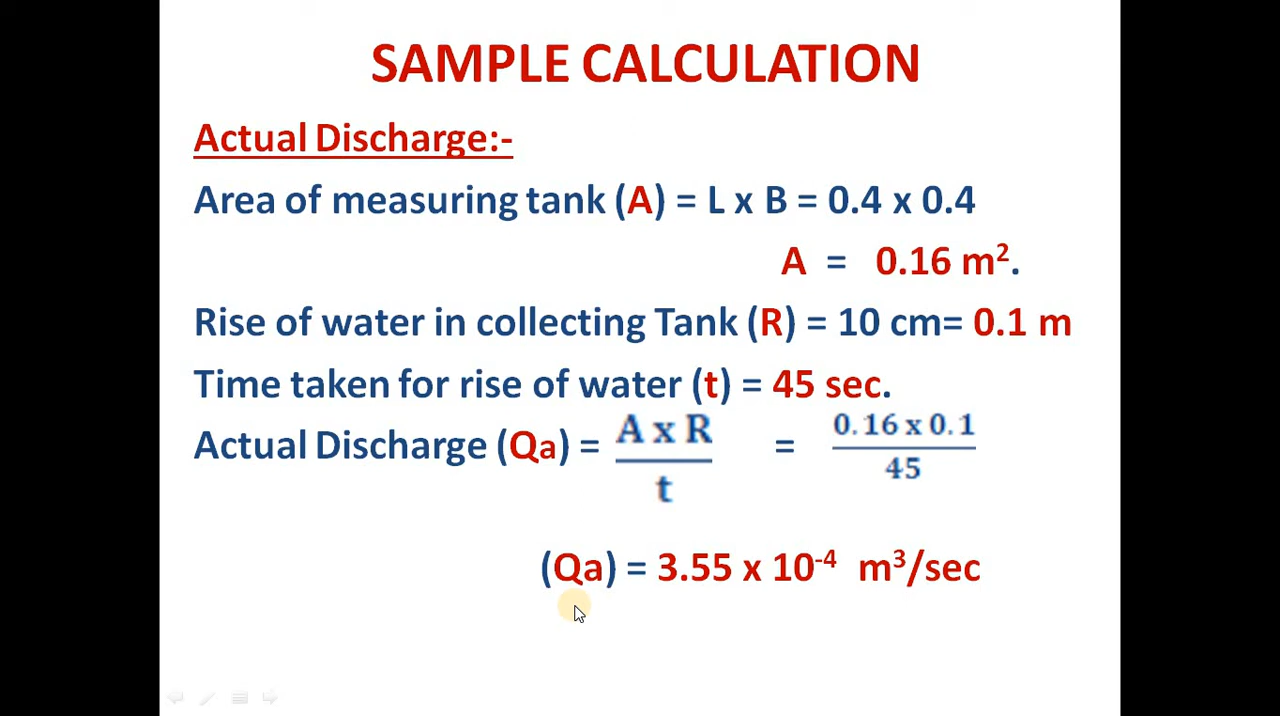 SAMPLE CALCULATION
Actual Discharge:-
Area of measuring tank (A) = L x B = 0.4 x 0.4
A = 0.16 m².
Rise of water in collecting Tank (R) = 10 cm= 0.1 m
Time taken for rise of water (t) = 45 sec.
Actual Discharge (Qa) = A x R / t = 0.16 x 0.1 / 45
(Qa) = 3.55 x 10⁻⁴ m³/sec